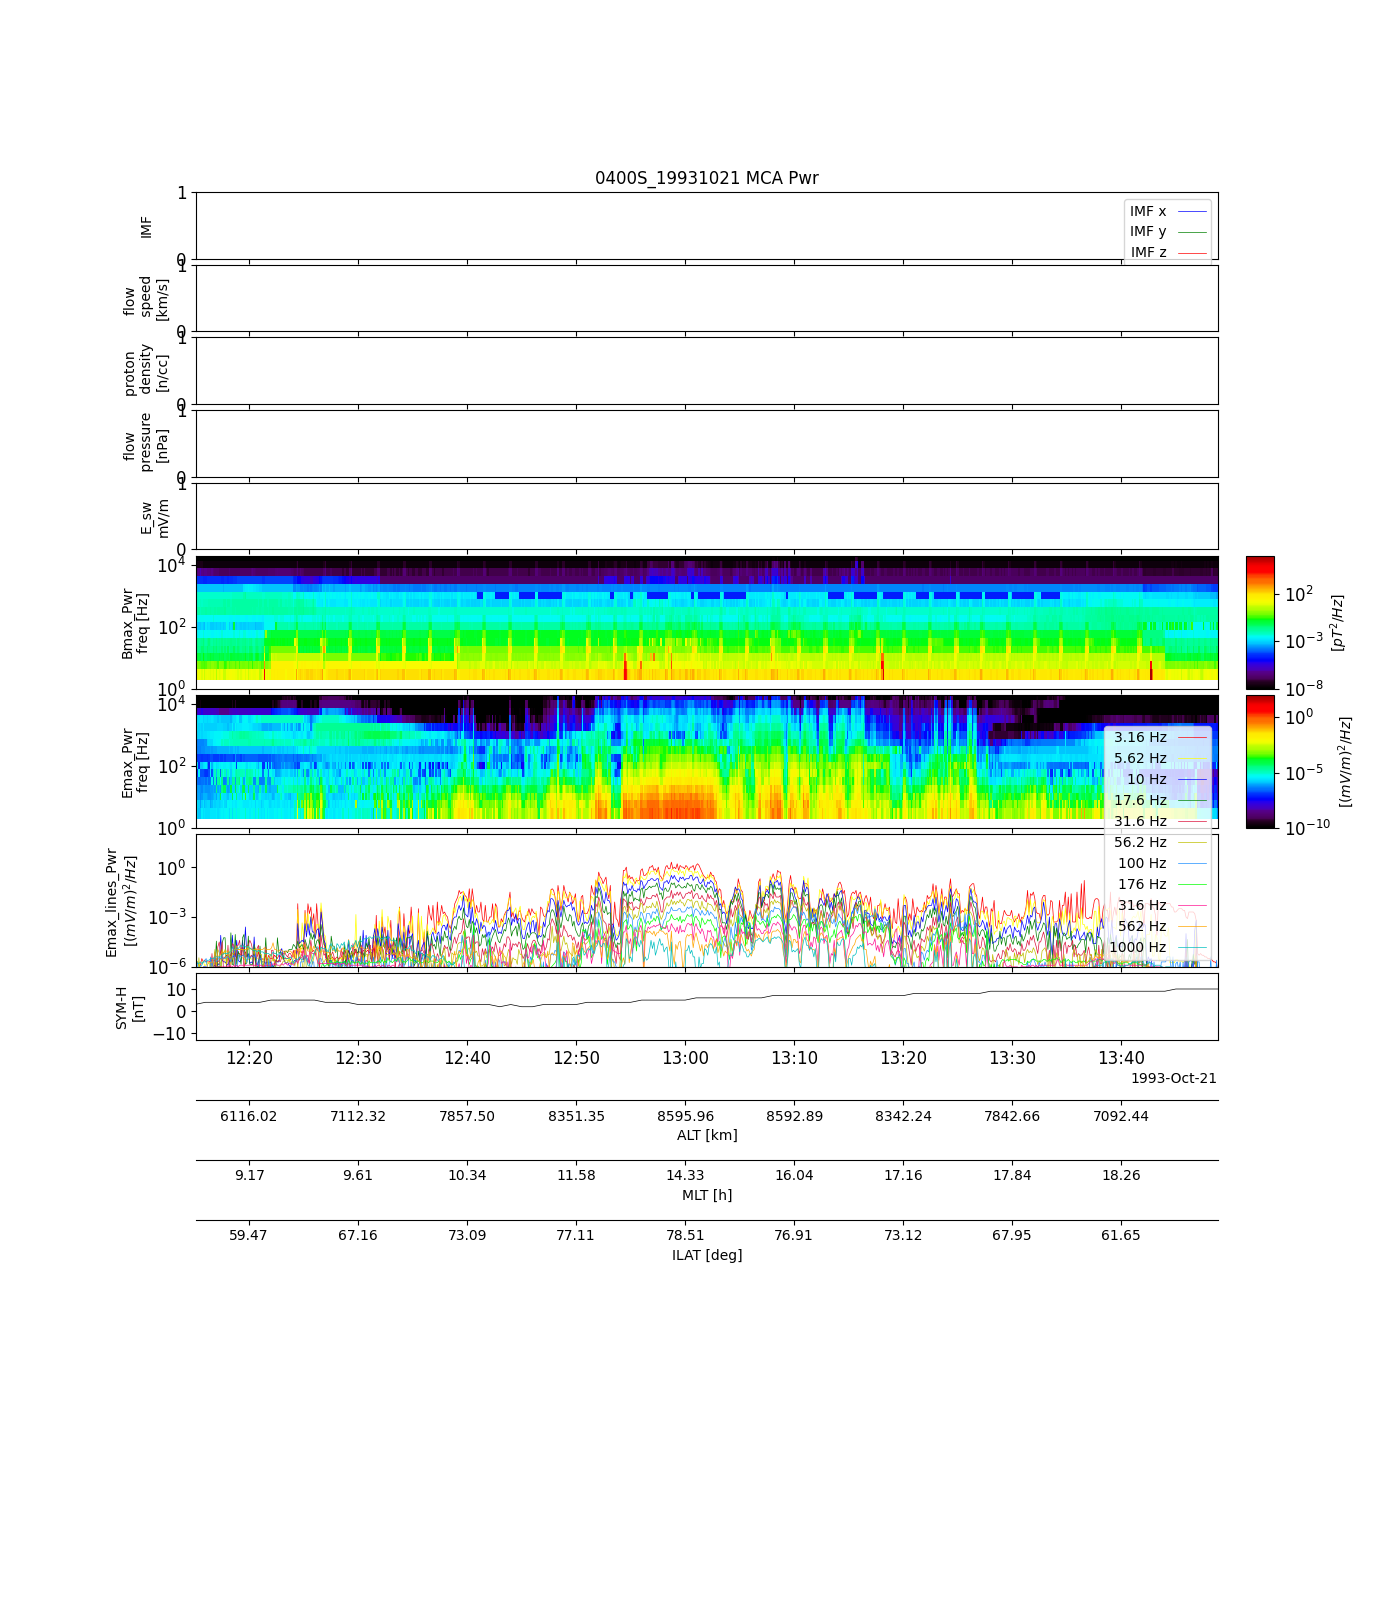 0400S_19931021 MCA Pwr
1
IMF
0
IMF x
IMF y
IMF z
1
flow
speed
[km/s]
0
1
proton
density
[n/cc]
0
1
flow
pressure
[nPa]
0
1
E_sw
mV/m
0
10^4
10^2
10^0
Bmax_Pwr
freq [Hz]
10^2
10^-3
10^-8
[pT^2/Hz]
10^4
10^2
10^0
Emax_Pwr
freq [Hz]
10^0
10^-5
10^-10
[(mV/m)^2/Hz]
3.16 Hz
5.62 Hz
10 Hz
17.6 Hz
31.6 Hz
56.2 Hz
100 Hz
176 Hz
316 Hz
562 Hz
1000 Hz
10^0
10^-3
10^-6
Emax_lines_Pwr
[(mV/m)^2/Hz]
10
0
−10
SYM-H
[nT]
12:20 12:30 12:40 12:50 13:00 13:10 13:20 13:30 13:40
1993-Oct-21
6116.02 7112.32 7857.50 8351.35 8595.96 8592.89 8342.24 7842.66 7092.44
ALT [km]
9.17 9.61 10.34 11.58 14.33 16.04 17.16 17.84 18.26
MLT [h]
59.47 67.16 73.09 77.11 78.51 76.91 73.12 67.95 61.65
ILAT [deg]